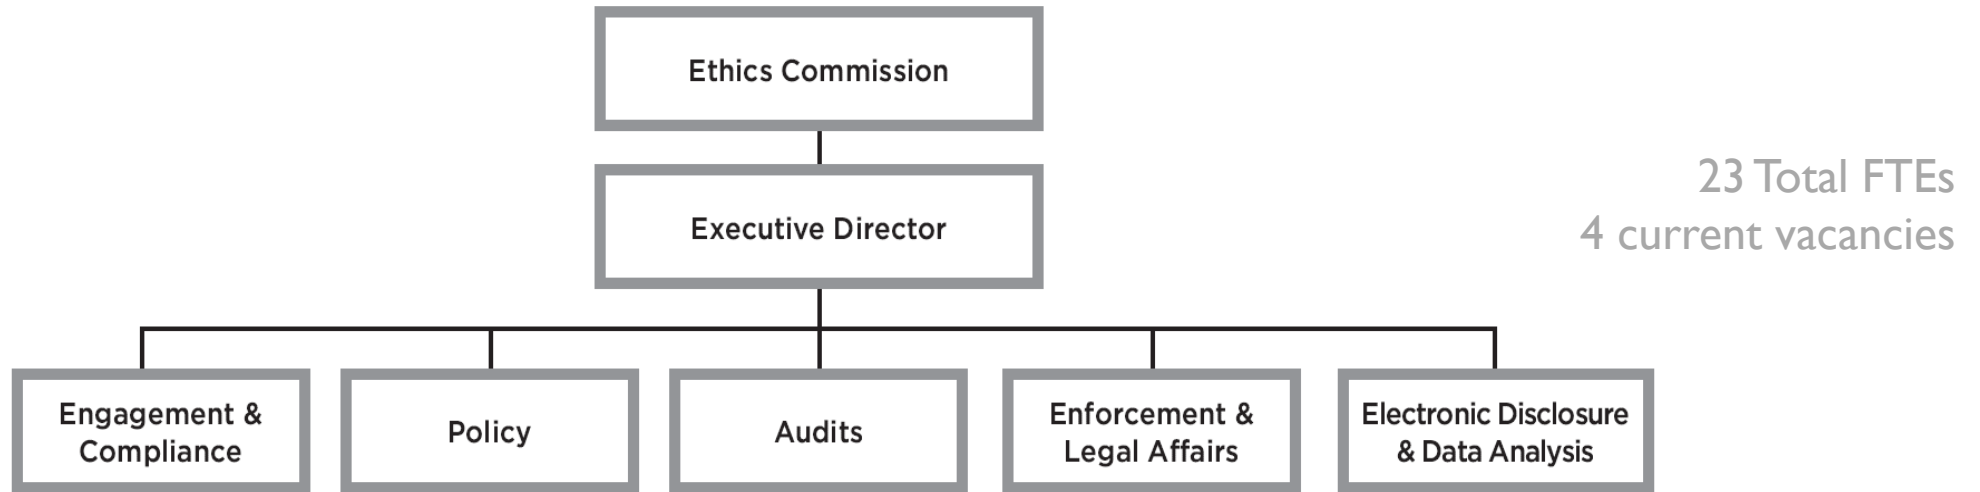 Ethics Commission
Executive Director
23 Total FTEs
4 current vacancies
Engagement &
Compliance
Policy
Audits
Enforcement &
Legal Affairs
Electronic Disclosure
& Data Analysis